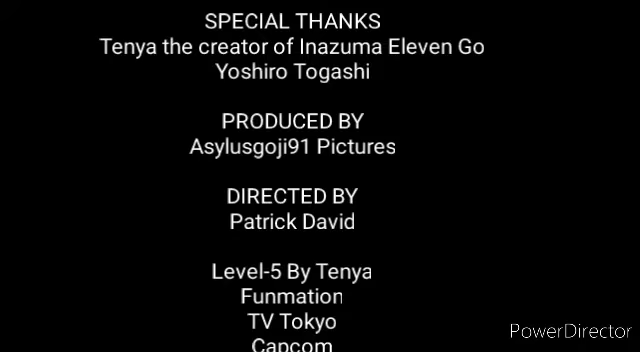 SPECIAL THANKS
Tenya the creator of Inazuma Eleven Go
Yoshiro Togashi
PRODUCED BY
Asylusgoji91 Pictures
DIRECTED BY
Patrick David
Level-5 By Tenya
Funmation
TV Tokyo
Capcom
PowerDirector